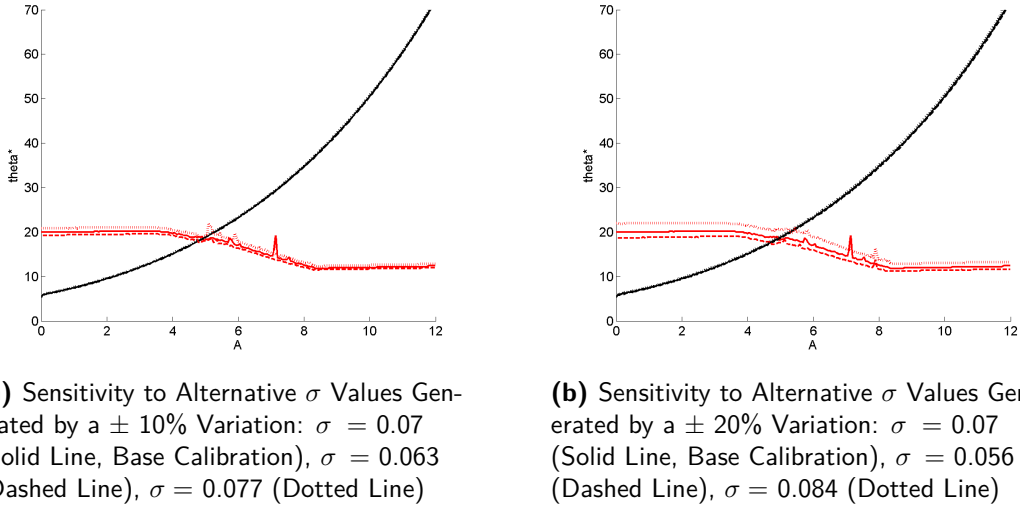 70
60
50
40
30
20
10
0
theta*
0 2 4 6 8 10 12
A
70
60
50
40
30
20
10
0
theta*
0 2 4 6 8 10 12
A
) Sensitivity to Alternative σ Values Gen-
ated by a ± 10% Variation: σ = 0.07
olid Line, Base Calibration), σ = 0.063
Dashed Line), σ = 0.077 (Dotted Line)
(b) Sensitivity to Alternative σ Values Ge
erated by a ± 20% Variation: σ = 0.07
(Solid Line, Base Calibration), σ = 0.056
(Dashed Line), σ = 0.084 (Dotted Line)